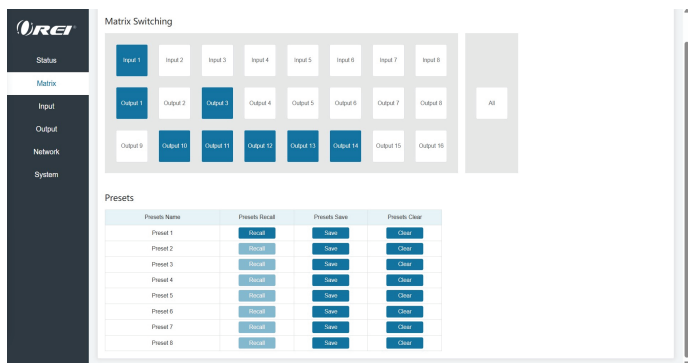 OREI
Matrix Switching
Status
Matrix
Input
Output
Network
System
Input 1 Input 2 Input 3 Input 4 Input 5 Input 6 Input 7 Input 8
Output 1 Output 2 Output 3 Output 4 Output 5 Output 6 Output 7 Output 8 All
Output 9 Output 10 Output 11 Output 12 Output 13 Output 14 Output 15 Output 16
Presets
Presets Name Presets Recall Presets Save Presets Clear
Preset 1 Recall Save Clear
Preset 2 Recall Save Clear
Preset 3 Recall Save Clear
Preset 4 Recall Save Clear
Preset 5 Recall Save Clear
Preset 6 Recall Save Clear
Preset 7 Recall Save Clear
Preset 8 Recall Save Clear